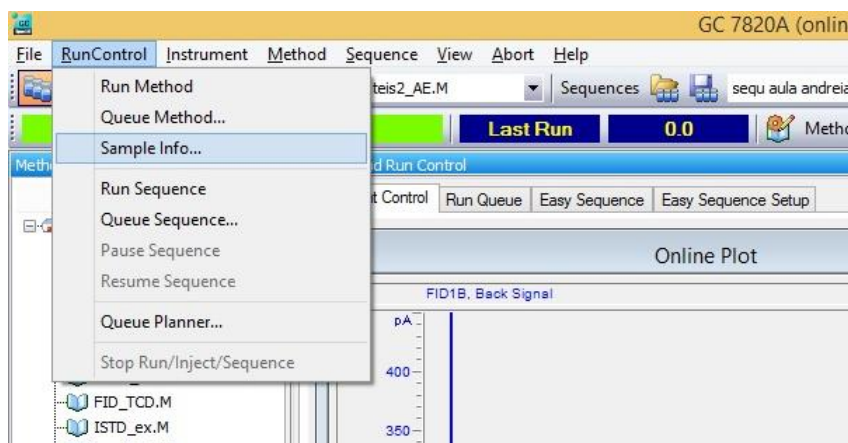 GC 7820A (onlin
File RunControl Instrument Method Sequence View Abort Help
Run Method
teis2_AE.M
Sequences
sequ aula andreia
Queue Method...
Last Run
0.0
Metho
Sample Info...
Meth
d Run Control
Run Sequence
t Control
Run Queue
Easy Sequence
Easy Sequence Setup
Queue Sequence...
Pause Sequence
Online Plot
Resume Sequence
FID1B, Back Signal
Queue Planner...
pA
Stop Run/Inject/Sequence
400
FID_TCD.M
ISTD_ex.M
350